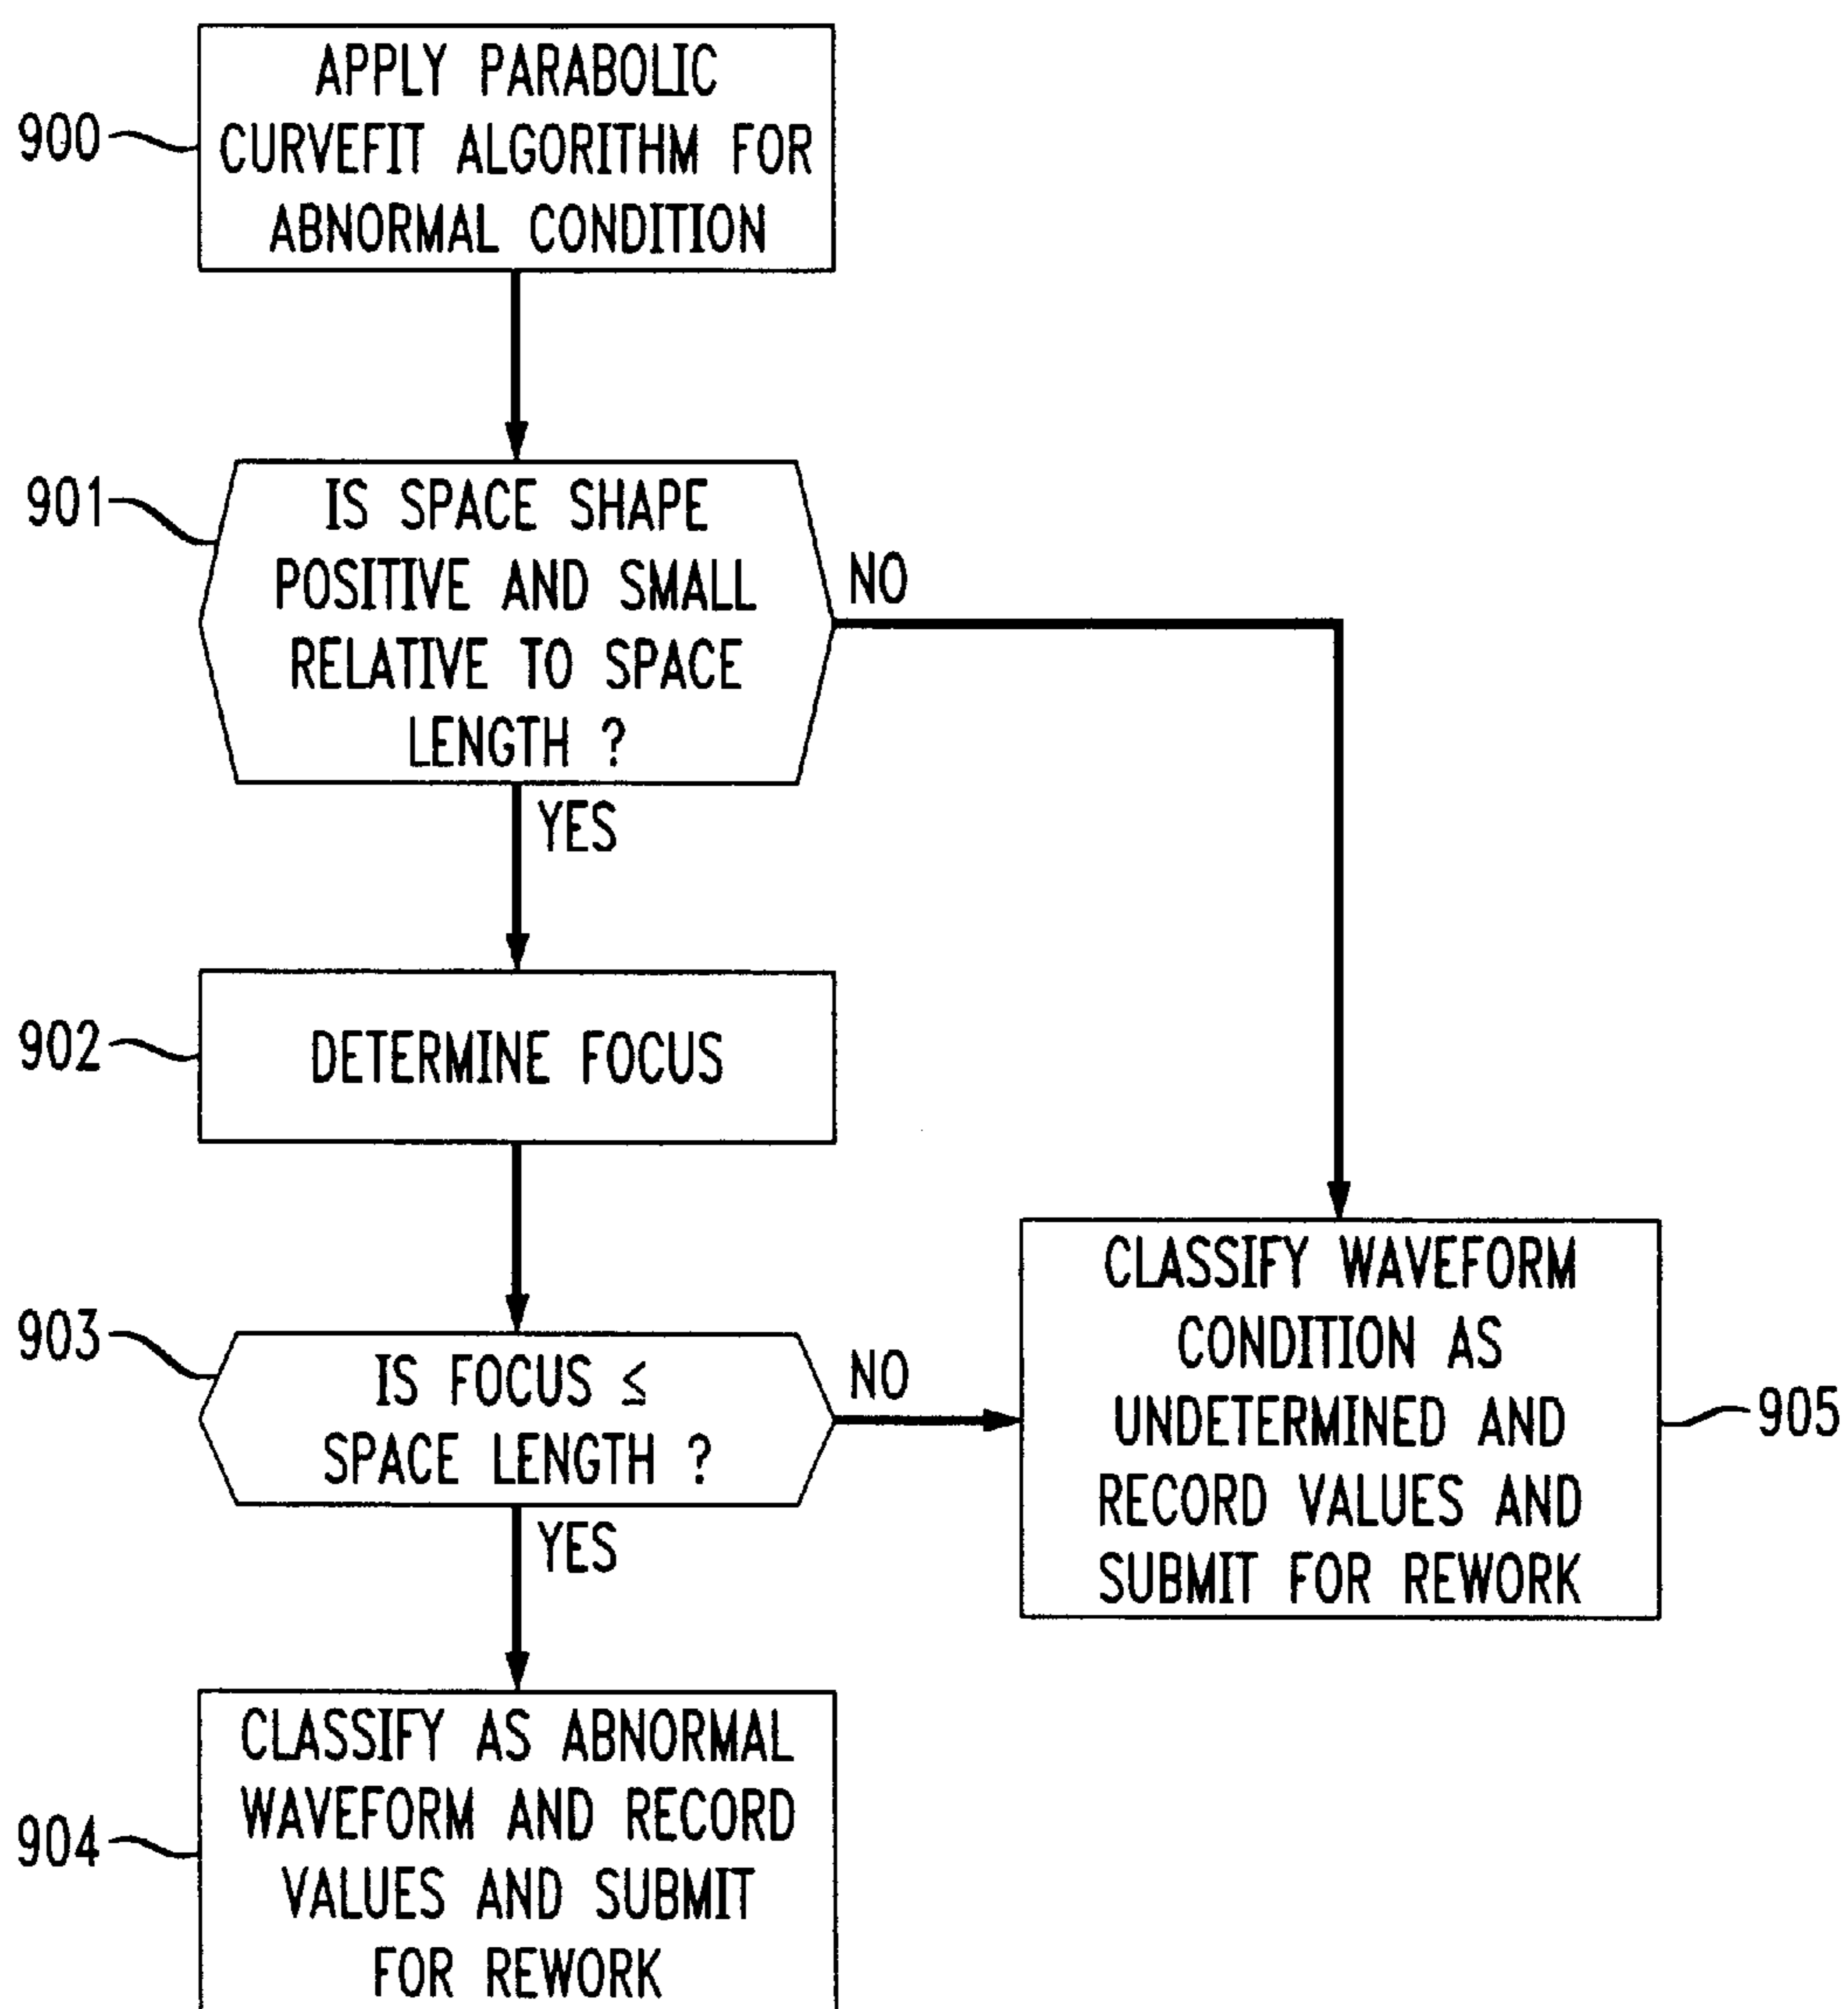 900
APPLY PARABOLIC
CURVEFIT ALGORITHM FOR
ABNORMAL CONDITION
901
IS SPACE SHAPE
POSITIVE AND SMALL
RELATIVE TO SPACE
LENGTH ?
NO
YES
902
DETERMINE FOCUS
903
IS FOCUS ≤
SPACE LENGTH ?
NO
YES
CLASSIFY WAVEFORM
CONDITION AS
UNDETERMINED AND
RECORD VALUES AND
SUBMIT FOR REWORK
905
904
CLASSIFY AS ABNORMAL
WAVEFORM AND RECORD
VALUES AND SUBMIT
FOR REWORK